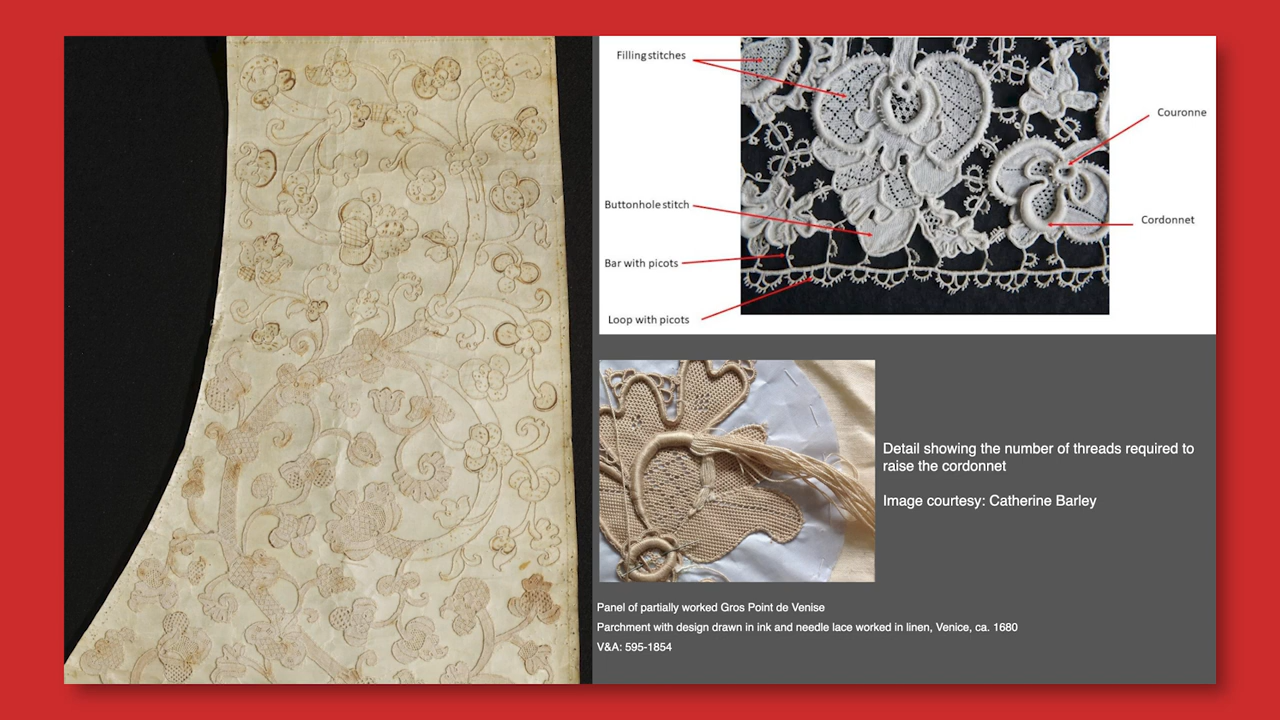 Filling stitches
Couronne
Buttonhole stitch
Cordonnet
Bar with picots
Loop with picots
Detail showing the number of threads required to
raise the cordonnet
Image courtesy: Catherine Barley
Panel of partially worked Gros Point de Venise
Parchment with design drawn in ink and needle lace worked in linen, Venice, ca. 1680
V&A: 595-1854